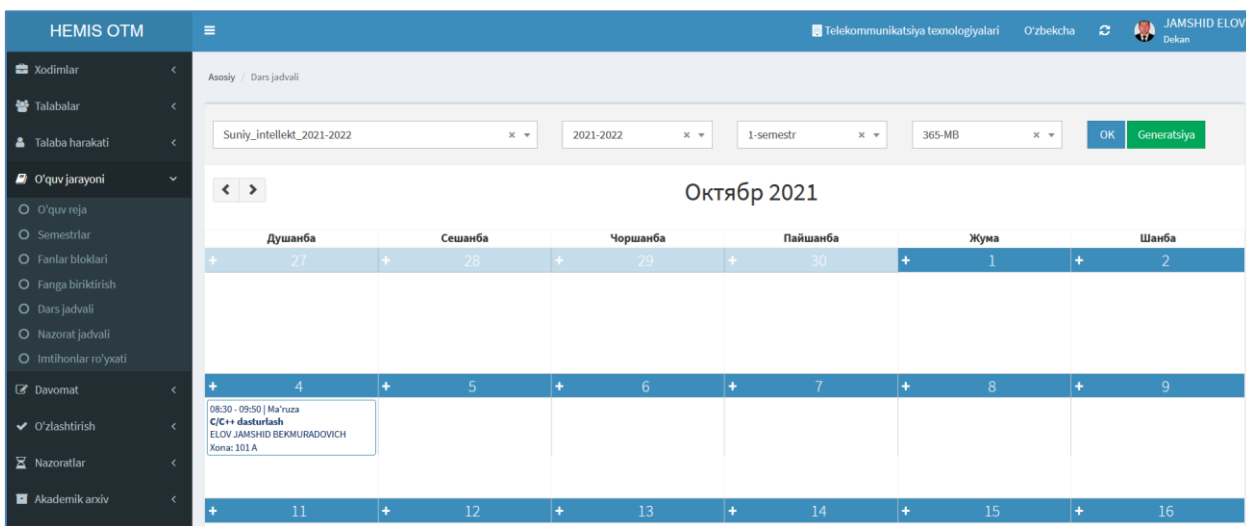 HEMIS OTM
Telekommunikatsiya texnologiyalari O'zbekcha JAMSHID ELOV
Dekan
Xodimlar
Talabalar
Talaba harakati
O'quv jarayoni
O'quv reja
Semestrlar
Fanlar bloklari
Fanga biriktirish
Dars jadvali
Nazorat jadvali
Imtihonlar ro'yxati
Davomat
O'zlashtirish
Nazoratlar
Akademik arxiv
Asosiy / Dars jadvali
Suniy_intellekt_2021-2022 × 2021-2022 × 1-semestr × 365-MB × OK Generatsiya
Октябр 2021
Душанба Сешанба Чоршанба Пайшанба Жума Шанба
+ 27 + 28 + 29 + 30 + 1 + 2
+ 4 + 5 + 6 + 7 + 8 + 9
08:30 - 09:50 | Ma'ruza
C/C++ dasturlash
ELOV JAMSHID BEKMURADOVICH
Xona: 101 A
+ 11 + 12 + 13 + 14 + 15 + 16